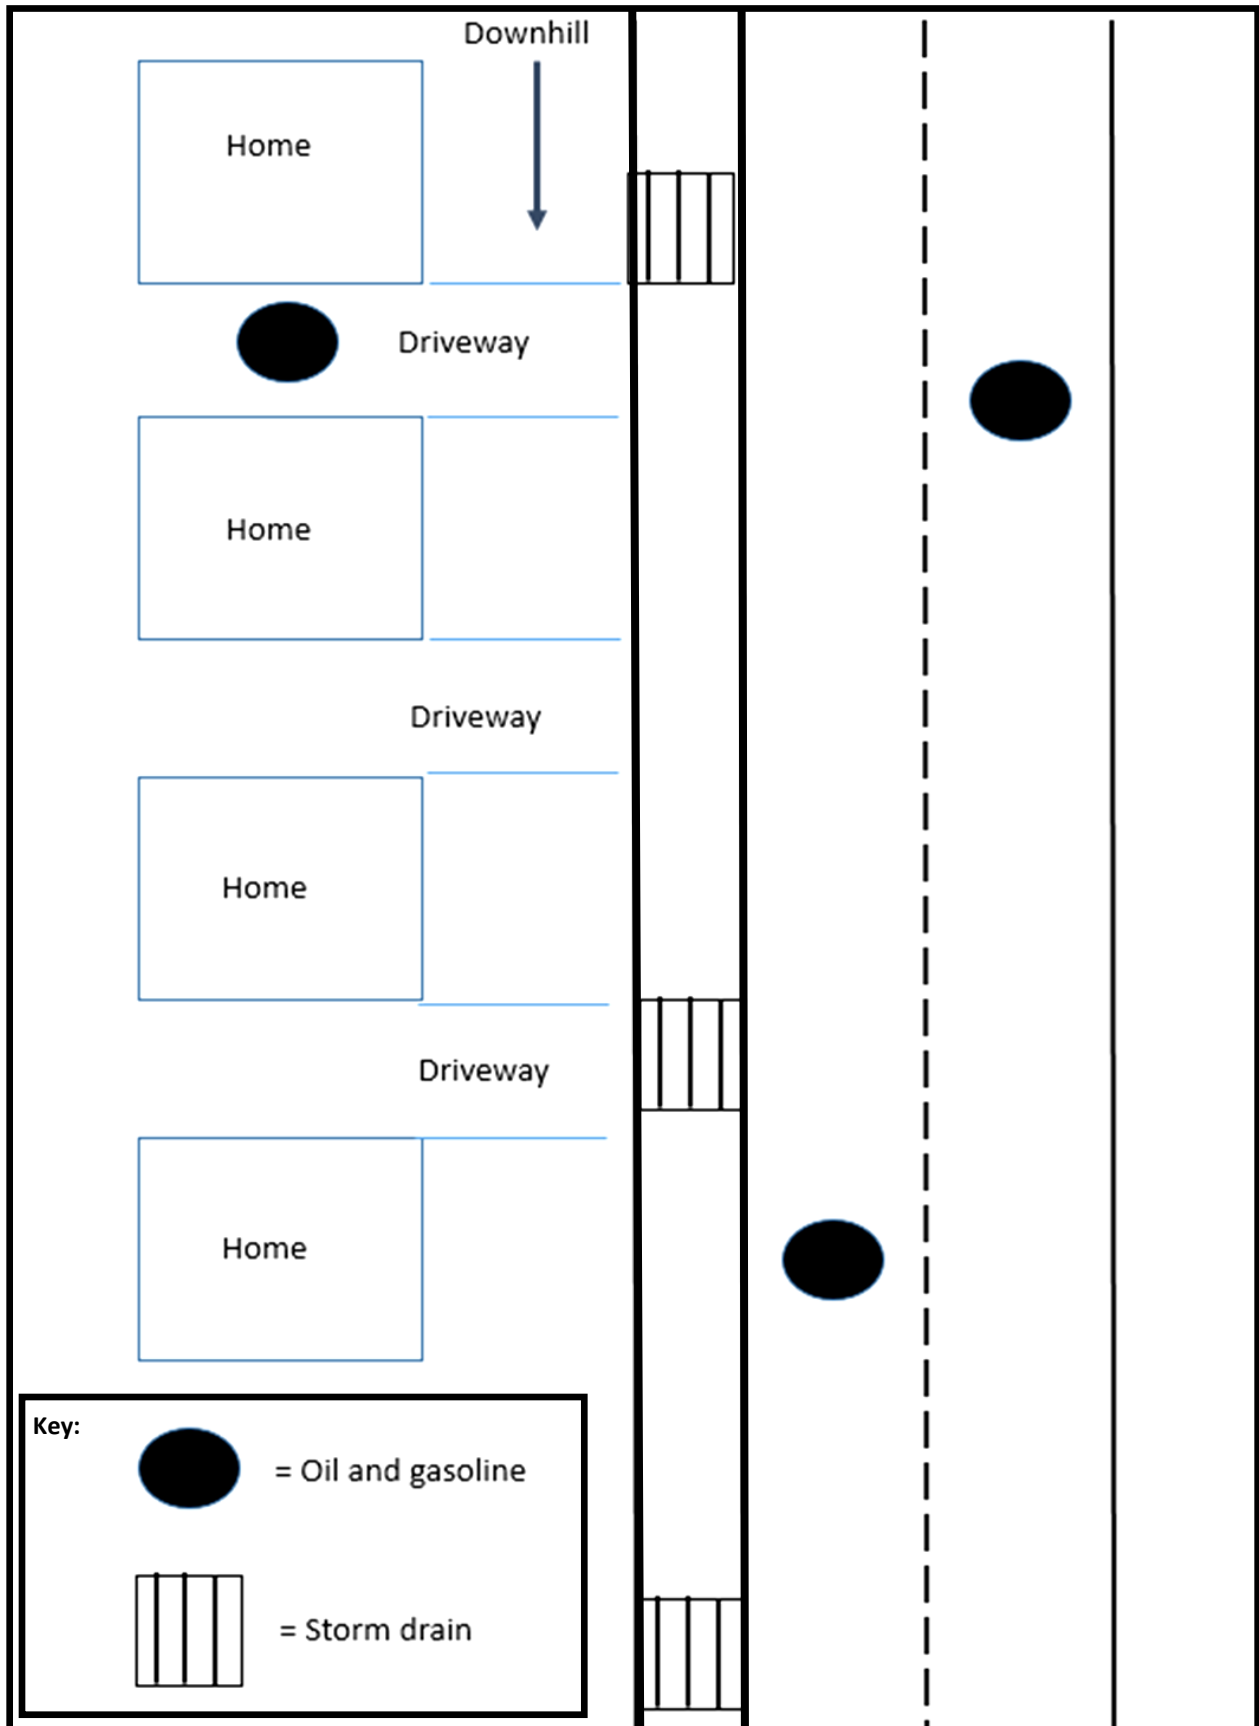 Downhill
Home
Driveway
Home
Driveway
Home
Driveway
Home
Key:
= Oil and gasoline
= Storm drain